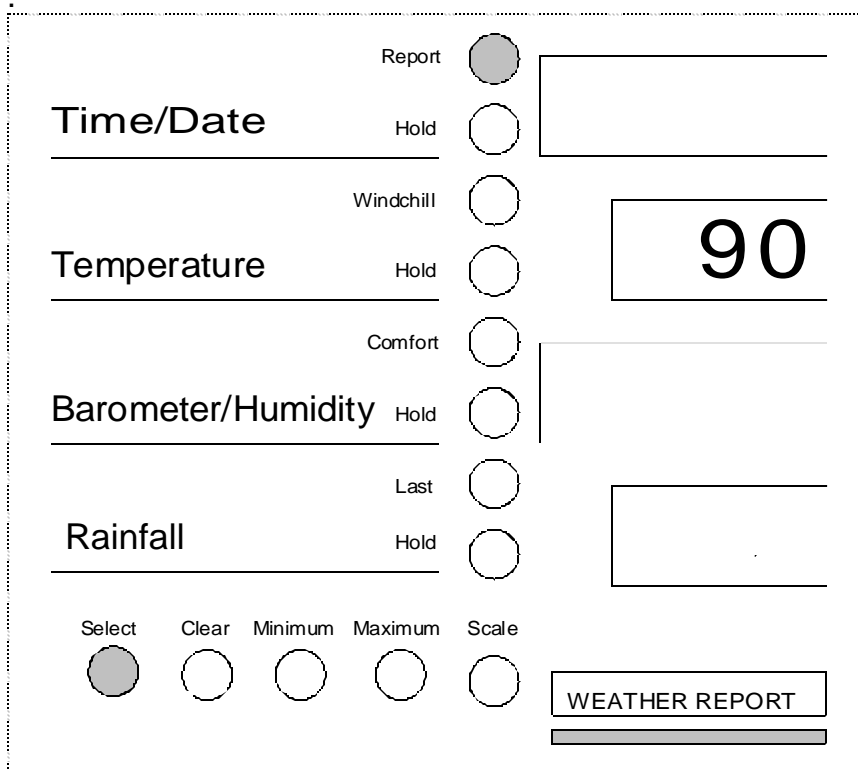 Report
Time/Date Hold
Windchill
90
Temperature Hold
Comfort
Barometer/Humidity Hold
Last
Rainfall Hold
Select Clear Minimum Maximum Scale
WEATHER REPORT